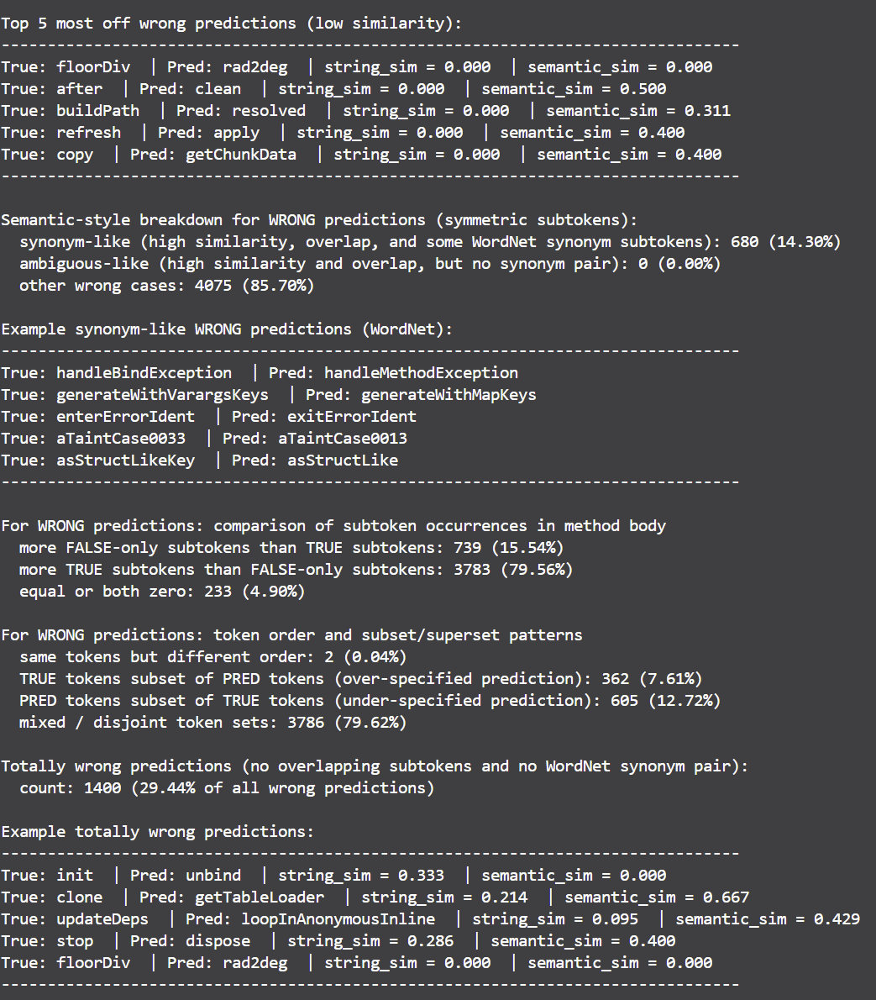 Top 5 most off wrong predictions (low similarity):
--------------------------------------------------------------------------------
True: floorDiv  | Pred: rad2deg  | string_sim = 0.000  | semantic_sim = 0.000
True: after  | Pred: clean  | string_sim = 0.000  | semantic_sim = 0.500
True: buildPath  | Pred: resolved  | string_sim = 0.000  | semantic_sim = 0.311
True: refresh  | Pred: apply  | string_sim = 0.000  | semantic_sim = 0.400
True: copy  | Pred: getChunkData  | string_sim = 0.000  | semantic_sim = 0.400
--------------------------------------------------------------------------------
Semantic-style breakdown for WRONG predictions (symmetric subtokens):
  synonym-like (high similarity, overlap, and some WordNet synonym subtokens): 680 (14.30%)
  ambiguous-like (high similarity and overlap, but no synonym pair): 0 (0.00%)
  other wrong cases: 4075 (85.70%)
Example synonym-like WRONG predictions (WordNet):
--------------------------------------------------------------------------------
True: handleBindException  | Pred: handleMethodException
True: generateWithVarargsKeys  | Pred: generateWithMapKeys
True: enterErrorIdent  | Pred: exitErrorIdent
True: aTaintCase0033  | Pred: aTaintCase0013
True: asStructLikeKey  | Pred: asStructLike
--------------------------------------------------------------------------------
For WRONG predictions: comparison of subtoken occurrences in method body
  more FALSE-only subtokens than TRUE subtokens: 739 (15.54%)
  more TRUE subtokens than FALSE-only subtokens: 3783 (79.56%)
  equal or both zero: 233 (4.90%)
For WRONG predictions: token order and subset/superset patterns
  same tokens but different order: 2 (0.04%)
  TRUE tokens subset of PRED tokens (over-specified prediction): 362 (7.61%)
  PRED tokens subset of TRUE tokens (under-specified prediction): 605 (12.72%)
  mixed / disjoint token sets: 3786 (79.62%)
Totally wrong predictions (no overlapping subtokens and no WordNet synonym pair):
  count: 1400 (29.44% of all wrong predictions)
Example totally wrong predictions:
--------------------------------------------------------------------------------
True: init  | Pred: unbind  | string_sim = 0.333  | semantic_sim = 0.000
True: clone  | Pred: getTableLoader  | string_sim = 0.214  | semantic_sim = 0.667
True: updateDeps  | Pred: loopInAnonymousInline  | string_sim = 0.095  | semantic_sim = 0.429
True: stop  | Pred: dispose  | string_sim = 0.286  | semantic_sim = 0.400
True: floorDiv  | Pred: rad2deg  | string_sim = 0.000  | semantic_sim = 0.000
--------------------------------------------------------------------------------